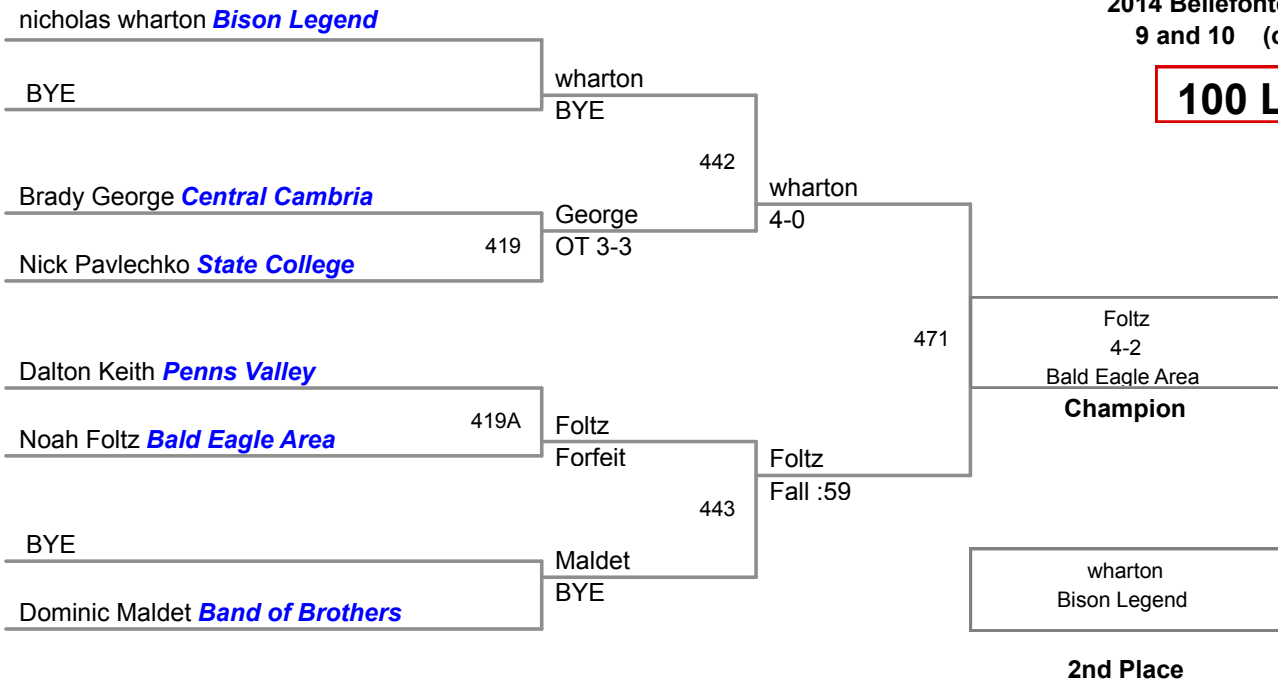 nicholas wharton Bison Legend
BYE
wharton
BYE
442
Brady George Central Cambria
George
419
OT 3-3
Nick Pavlechko State College
wharton
4-0
471
Dalton Keith Penns Valley
419A
Noah Foltz Bald Eagle Area
Foltz
Forfeit
443
Foltz
Fall :59
BYE
Maldet
BYE
Dominic Maldet Band of Brothers
2014
9 and 10
100
Foltz
4-2
Bald Eagle Area
Champion
wharton
Bison Legend
2nd Place